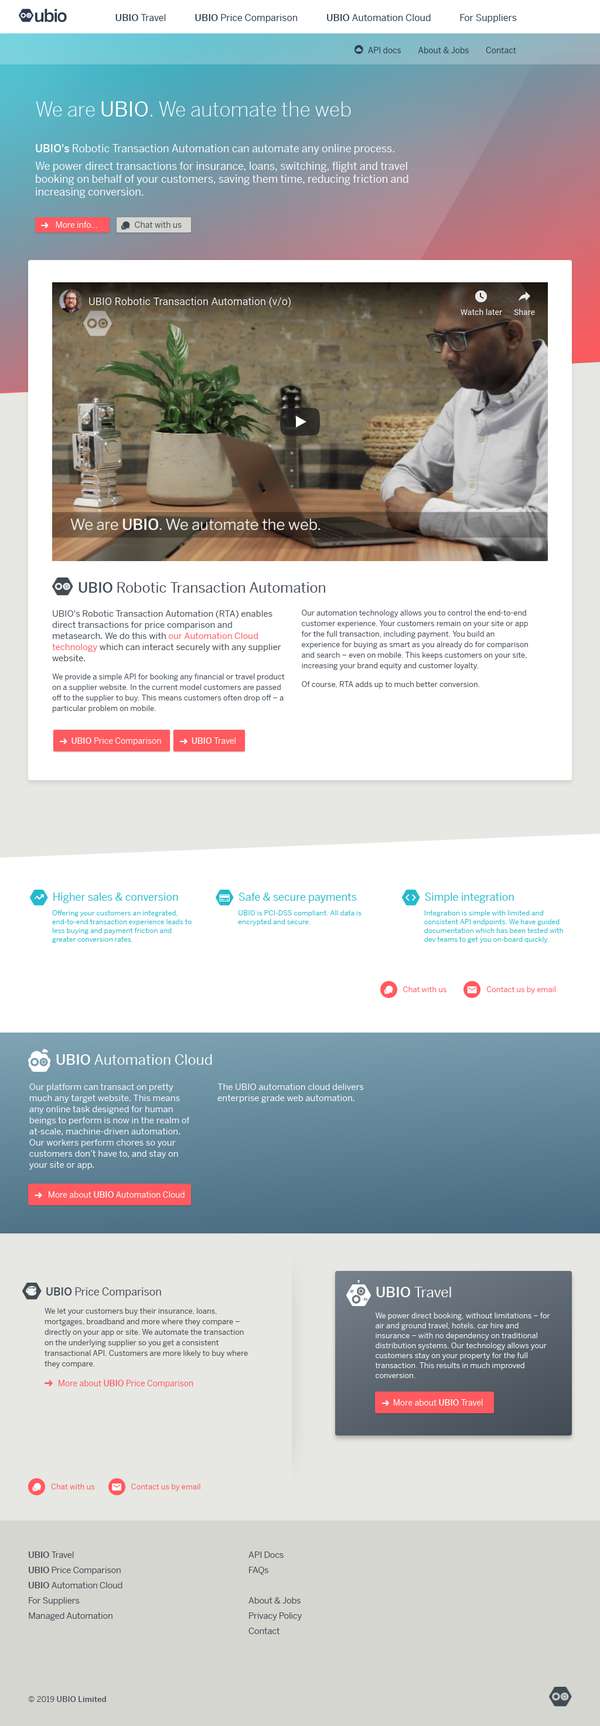 ubio
UBIO Travel
UBIO Price Comparison
UBIO Automation Cloud
For Suppliers
API docs
About & Jobs
Contact
We are UBIO. We automate the web
UBIO's Robotic Transaction Automation can automate any online process.
We power direct transactions for insurance, loans, switching, flight and travel
booking on behalf of your customers, saving them time, reducing friction and
increasing conversion.
More info...
Chat with us
UBIO Robotic Transaction Automation (v/o)
Watch later
Share
We are UBIO. We automate the web.
UBIO Robotic Transaction Automation
UBIO's Robotic Transaction Automation (RTA) enables
direct transactions for price comparison and
metasearch. We do this with our Automation Cloud
technology which can interact securely with any supplier
website.
We provide a simple API for booking any financial or travel product
on a supplier website. In the current model customers are passed
off to the supplier to buy. This means customers often drop off – a
particular problem on mobile.
Our automation technology allows you to control the end-to-end
customer experience. Your customers remain on your site or app
for the full transaction, including payment. You build an
experience for buying as smart as you already do for comparison
and search – even on mobile. This keeps customers on your site,
increasing your brand equity and customer loyalty.
Of course, RTA adds up to much better conversion.
UBIO Price Comparison
UBIO Travel
Higher sales & conversion
Offering your customers an integrated,
end-to-end transaction experience leads to
less buying and payment friction and
greater conversion rates.
Safe & secure payments
UBIO is PCI-DSS compliant. All data is
encrypted and secure.
Simple integration
Integration is simple with limited and
consistent API endpoints. We have guided
documentation which has been tested with
dev teams to get you on-board quickly.
Chat with us
Contact us by email
UBIO Automation Cloud
Our platform can transact on pretty
much any target website. This means
any online task designed for human
beings to perform is now in the realm of
at-scale, machine-driven automation.
Our workers perform chores so your
customers don't have to, and stay on
your site or app.
The UBIO automation cloud delivers
enterprise grade web automation.
More about UBIO Automation Cloud
UBIO Price Comparison
We let your customers buy their insurance, loans,
mortgages, broadband and more where they compare –
directly on your app or site. We automate the transaction
on the underlying supplier so you get a consistent
transactional API. Customers are more likely to buy where
they compare.
More about UBIO Price Comparison
UBIO Travel
We power direct booking, without limitations – for
air and ground travel, hotels, car hire and
insurance – with no dependency on traditional
distribution systems. Our technology allows your
customers stay on your property for the full
transaction. This results in much improved
conversion.
More about UBIO Travel
Chat with us
Contact us by email
UBIO Travel
UBIO Price Comparison
UBIO Automation Cloud
For Suppliers
Managed Automation
API Docs
FAQs
About & Jobs
Privacy Policy
Contact
© 2019 UBIO Limited